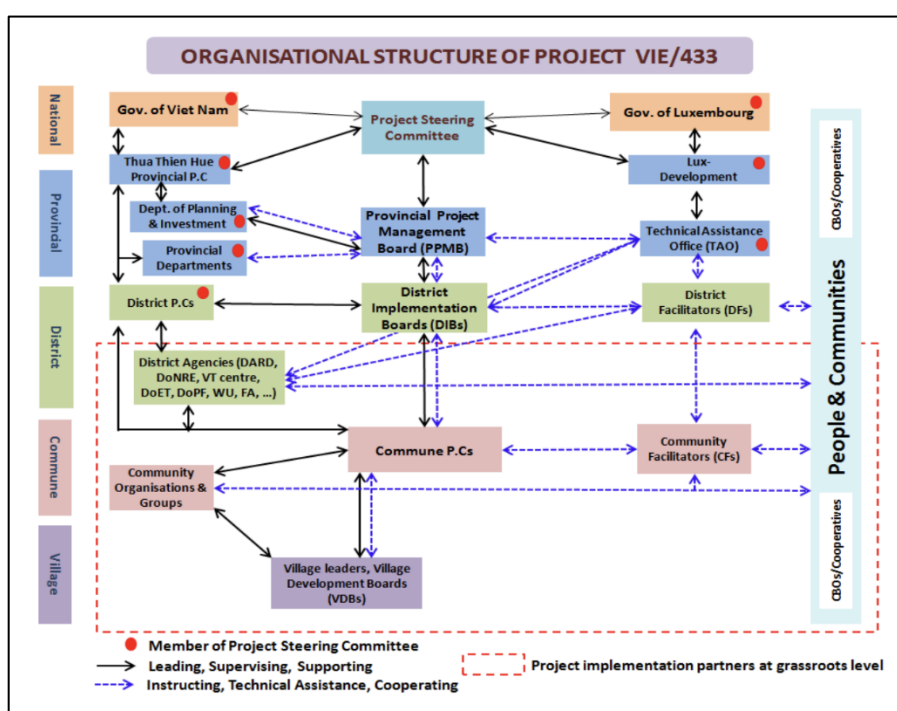 ORGANISATIONAL STRUCTURE OF PROJECT VIE/433
National
Gov. of Viet Nam
Project Steering
Committee
Gov. of Luxembourg
Thua Thien Hue
Provincial P.C
Lux-
Development
Provincial
Dept. of Planning
& Investment
Provincial Project
Management
Board (PPMB)
Technical Assistance
Office (TAO)
Provincial
Departments
District
District P.Cs
District
Implementation
Boards (DIBs)
District
Facilitators (DFs)
District Agencies (DARD,
DoNRE, VT centre,
DoET, DoPF, WU, FA, ...)
Commune
Commune P.Cs
Community
Facilitators (CFs)
Community
Organisations &
Groups
Village
Village leaders, Village
Development Boards
(VDBs)
CBOs/Cooperatives
People & Communities
CBOs/Cooperatives
Member of Project Steering Committee
Leading, Supervising, Supporting
Project implementation partners at grassroots level
Instructing, Technical Assistance, Cooperating